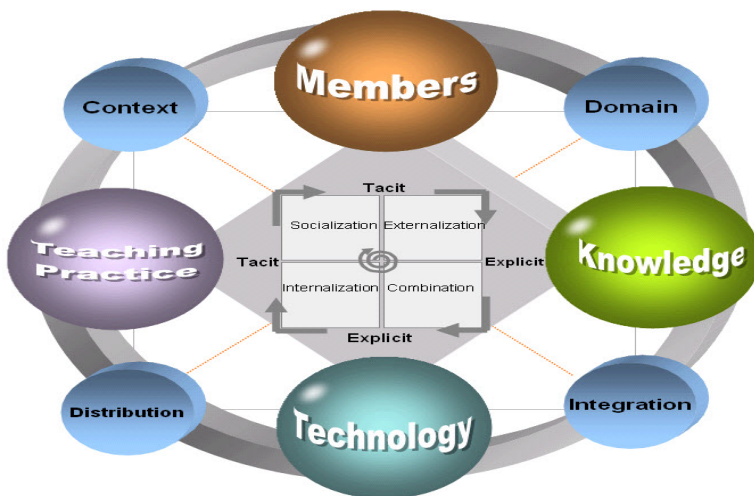 Members
Context
Domain
Tacit
Socialization
Externalization
Teaching
Practice
Tacit
Explicit
Knowledge
Internalization
Combination
Explicit
Distribution
Technology
Integration